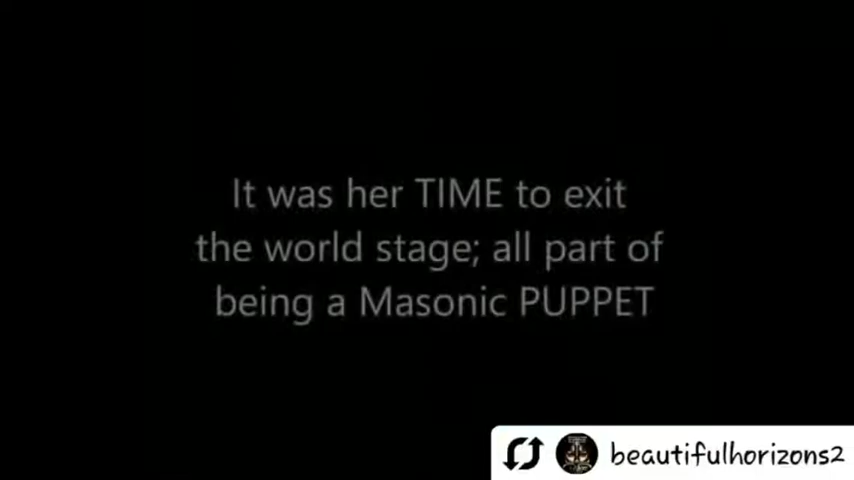 It was her TIME to exit
the world stage; all part of
being a Masonic PUPPET
beautifulhorizons2